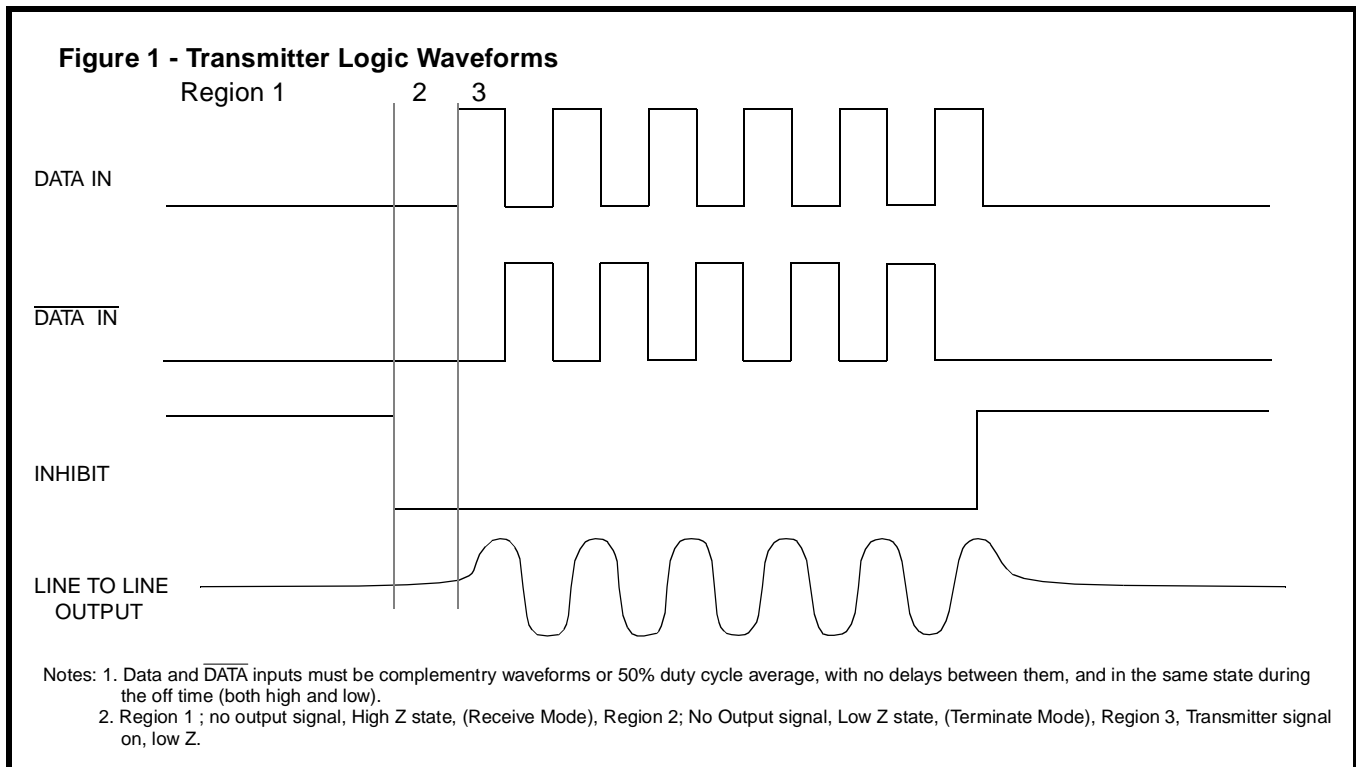 Figure 1 - Transmitter Logic Waveforms
Region 1 2 3
DATA IN
DATA IN
INHIBIT
LINE TO LINE
OUTPUT
Notes: 1. Data and DATA inputs must be complementry waveforms or 50% duty cycle average, with no delays between them, and in the same state during
the off time (both high and low).
2. Region 1 ; no output signal, High Z state, (Receive Mode), Region 2; No Output signal, Low Z state, (Terminate Mode), Region 3, Transmitter signal
on, low Z.